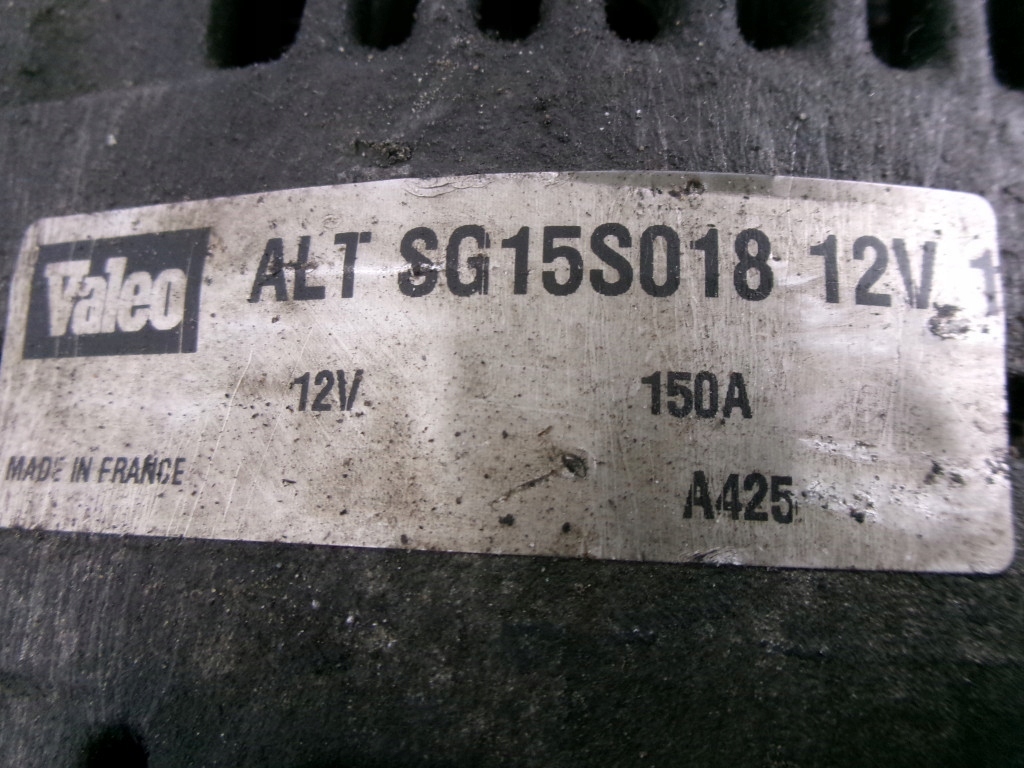 Valeo
ALT SG15S018 12V
12V 150A
MADE IN FRANCE
A425